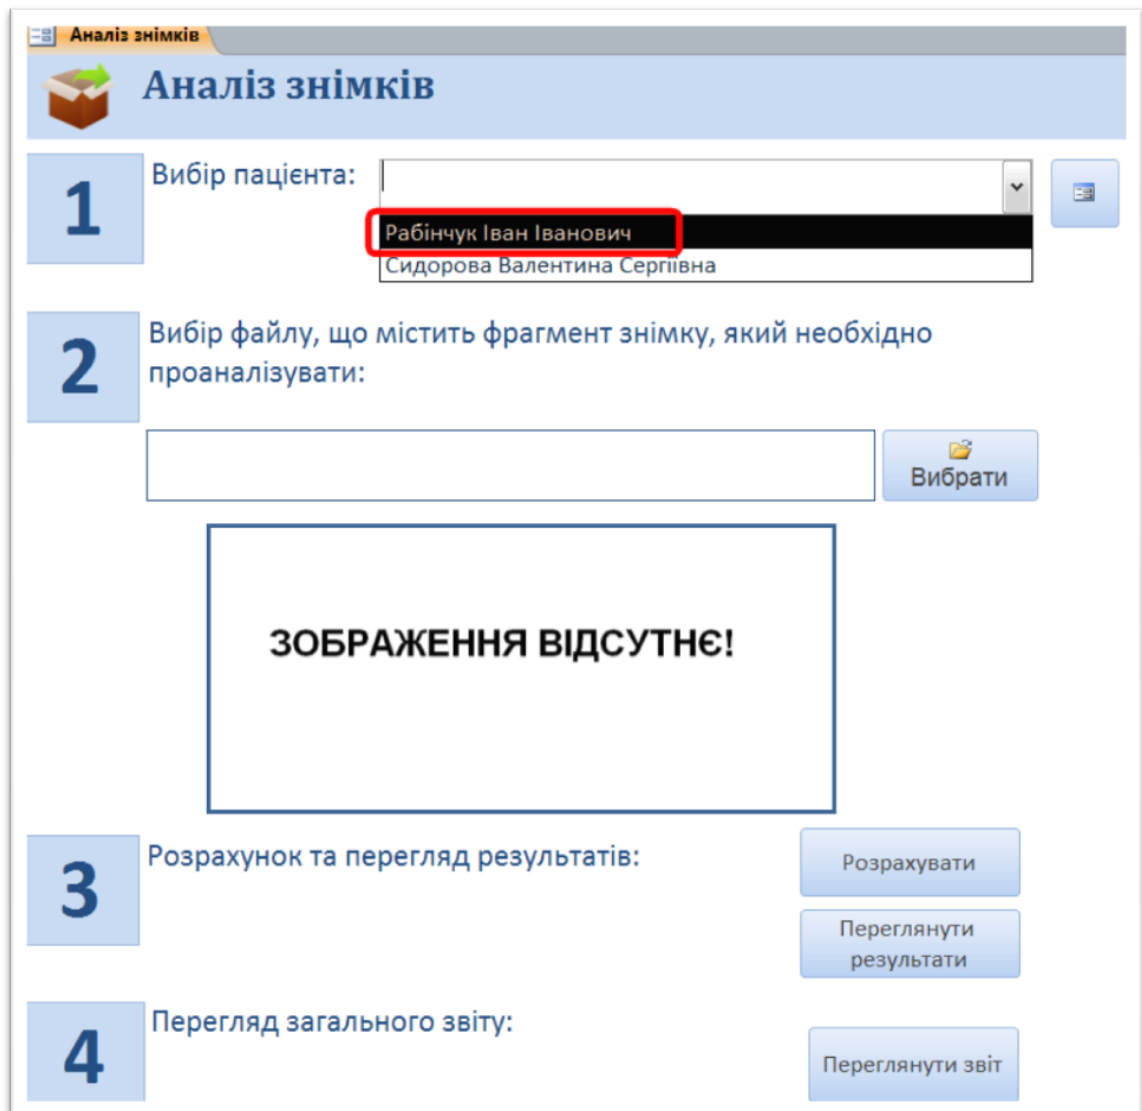 Аналіз знімків
Аналіз знімків
1
Вибір пацієнта:
Рабінчук Іван Іванович
Сидорова Валентина Сергіївна
2
Вибір файлу, що містить фрагмент знімку, який необхідно
проаналізувати:
Вибрати
ЗОБРАЖЕННЯ ВІДСУТНЄ!
3
Розрахунок та перегляд результатів:
Розрахувати
Переглянути
результати
4
Перегляд загального звіту:
Переглянути звіт